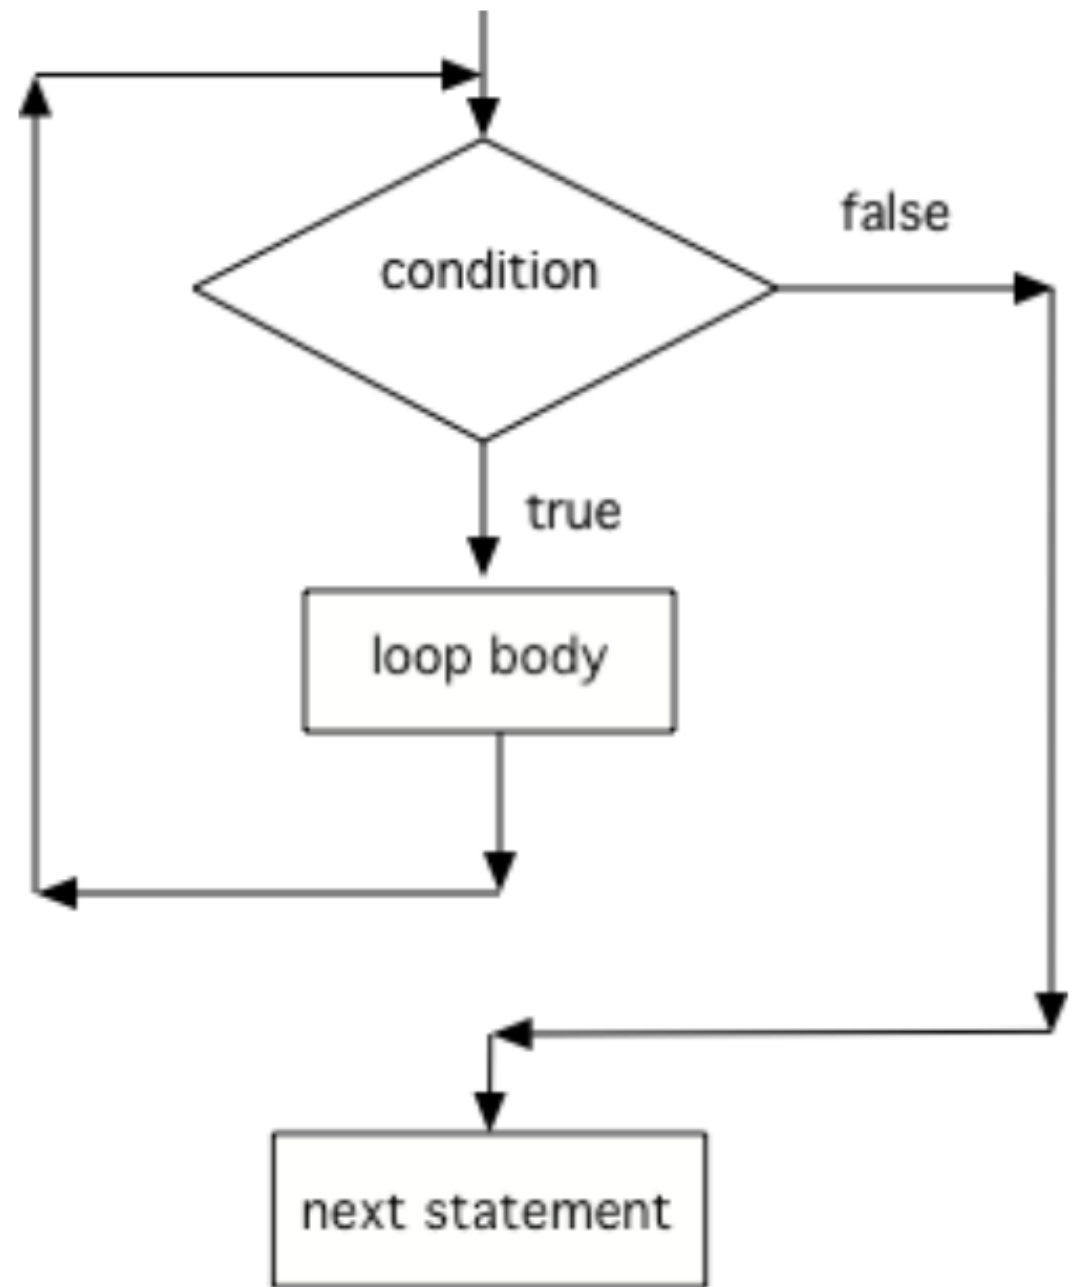 false
condition
true
loop body
next statement